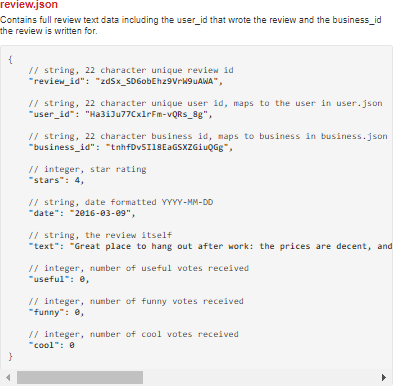 review.json
Contains full review text data including the user_id that wrote the review and the business_id
the review is written for.
{
// string, 22 character unique review id
"review_id": "zdSx_SD6obEhz9VrW9uAWA",
// string, 22 character unique user id, maps to the user in user.json
"user_id": "Ha3iJu77CxlrFm-vQRs_8g",
// string, 22 character business id, maps to business in business.json
"business_id": "tnhfDv5Il8EaGSXZGiuQGg",
// integer, star rating
"stars": 4,
// string, date formatted YYYY-MM-DD
"date": "2016-03-09",
// string, the review itself
"text": "Great place to hang out after work: the prices are decent, and
// integer, number of useful votes received
"useful": 0,
// integer, number of funny votes received
"funny": 0,
// integer, number of cool votes received
"cool": 0
}